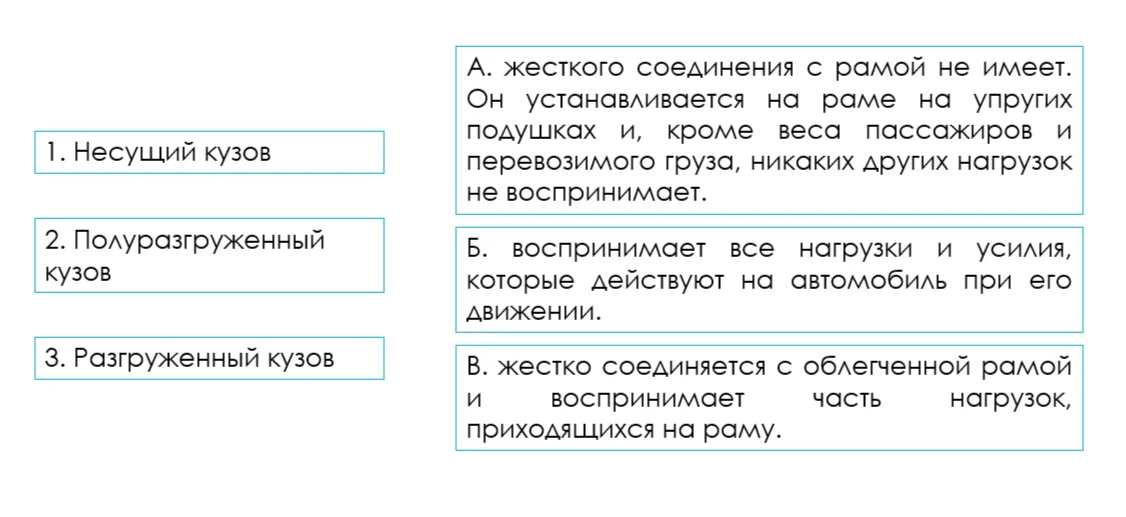 1. Несущий кузов
2. Полуразгруженный
кузов
3. Разгруженный кузов
А. жесткого соединения с рамой не имеет.
Он устанавливается на раме на упругих
подушках и, кроме веса пассажиров и
перевозимого груза, никаких других нагрузок
не воспринимает.
Б. воспринимает все нагрузки и усилия,
которые действуют на автомобиль при его
движении.
В. жестко соединяется с облегченной рамой
и воспринимает часть нагрузок,
приходящихся на раму.